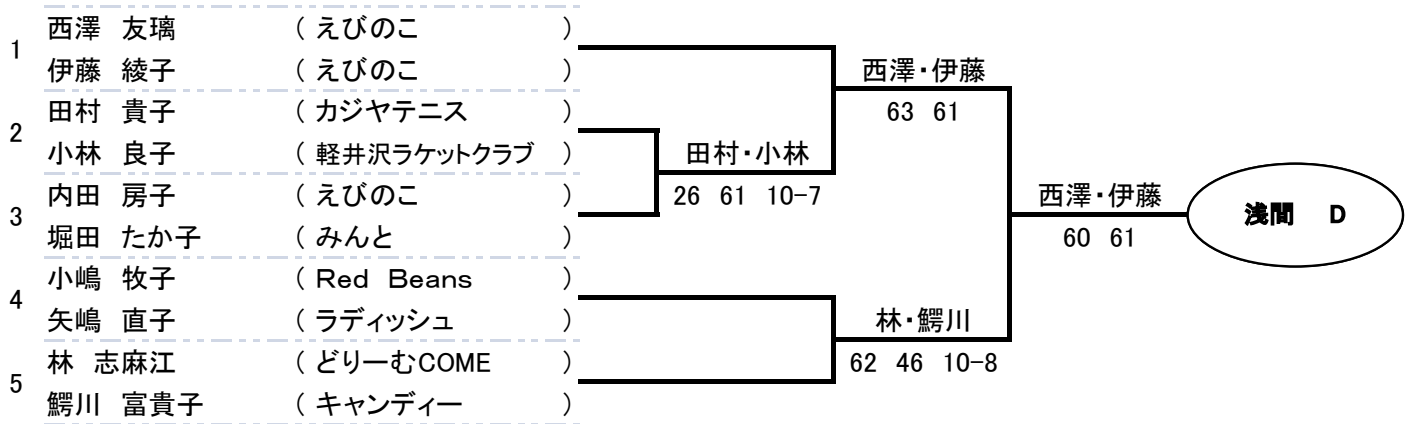 1
西澤 友璃 ( えびのこ )
伊藤 綾子 ( えびのこ )
2
田村 貴子 ( カジヤテニス )
小林 良子 ( 軽井沢ラケットクラブ )
3
内田 房子 ( えびのこ )
堀田 たか子 ( みんと )
4
小嶋 牧子 ( Red Beans )
矢嶋 直子 ( ラディッシュ )
5
林 志麻江 ( どりーむCOME )
鰐川 富貴子 ( キャンディー )
田村・小林
26 61 10-7
西澤・伊藤
63 61
林・鰐川
62 46 10-8
西澤・伊藤
60 61
浅間 D